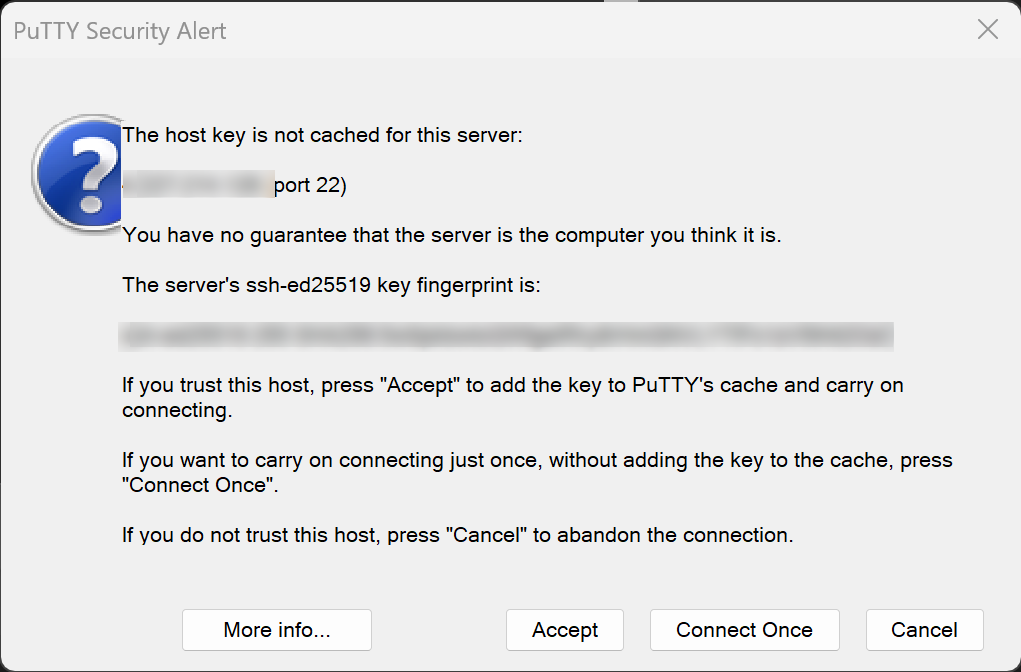 PuTTY Security Alert
The host key is not cached for this server:
port 22)
You have no guarantee that the server is the computer you think it is.
The server's ssh-ed25519 key fingerprint is:
If you trust this host, press "Accept" to add the key to PuTTY's cache and carry on
connecting.
If you want to carry on connecting just once, without adding the key to the cache, press
"Connect Once".
If you do not trust this host, press "Cancel" to abandon the connection.
More info... Accept Connect Once Cancel